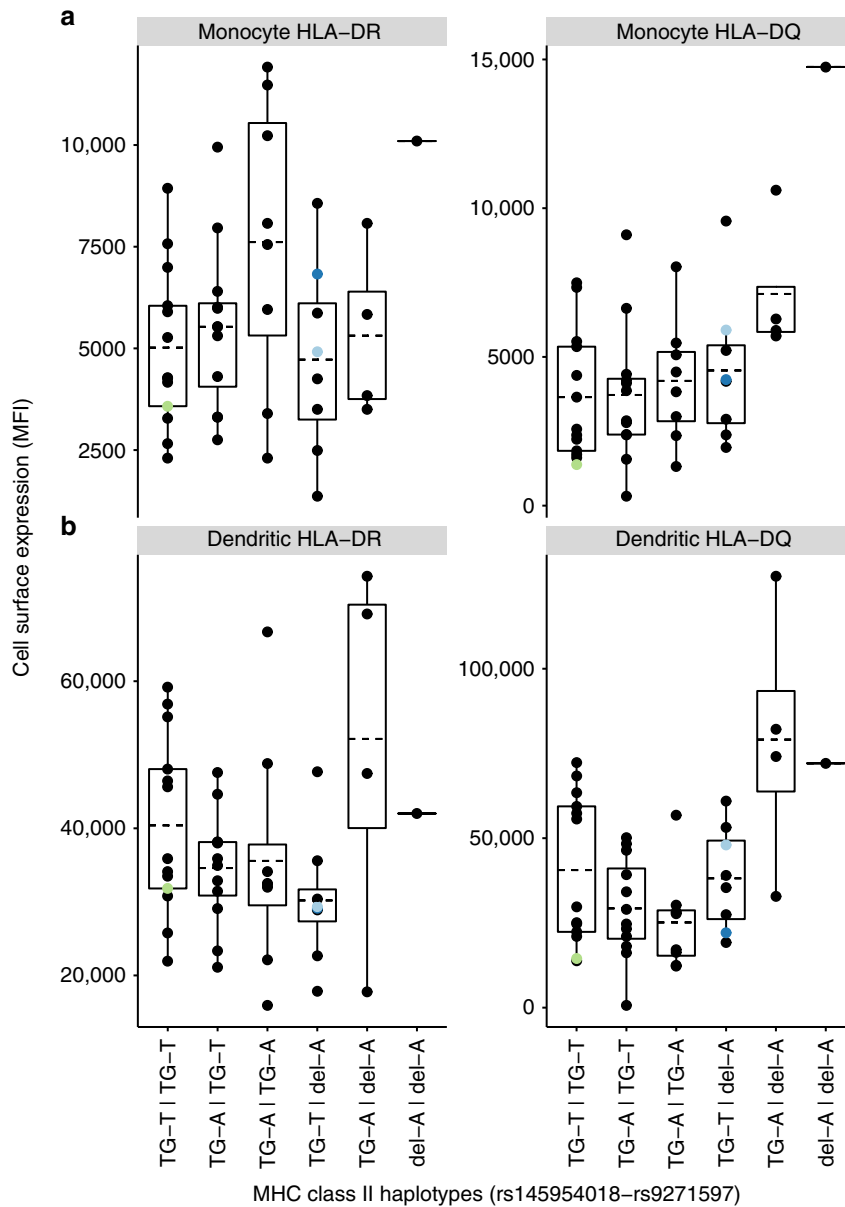 a
Monocyte HLA−DR
Monocyte HLA−DQ
10,000
7500
5000
2500
15,000
10,000
5000
0
Cell surface expression (MFI)
b
Dendritic HLA−DR
Dendritic HLA−DQ
60,000
40,000
20,000
100,000
50,000
0
TG−T | TG−T
TG−A | TG−T
TG−A | TG−A
TG−T | del−A
TG−A | del−A
del−A | del−A
TG−T | TG−T
TG−A | TG−T
TG−A | TG−A
TG−T | del−A
TG−A | del−A
del−A | del−A
MHC class II haplotypes (rs145954018−rs9271597)